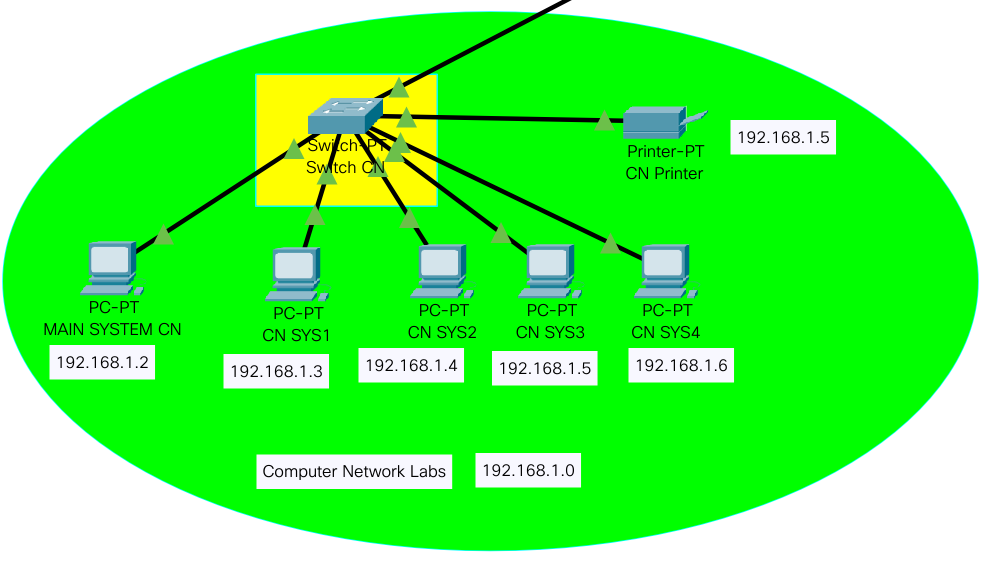 Switch-PT
Switch CN
Printer-PT
CN Printer
192.168.1.5
PC-PT
MAIN SYSTEM CN
192.168.1.2
PC-PT
CN SYS1
192.168.1.3
PC-PT
CN SYS2
192.168.1.4
PC-PT
CN SYS3
192.168.1.5
PC-PT
CN SYS4
192.168.1.6
Computer Network Labs
192.168.1.0